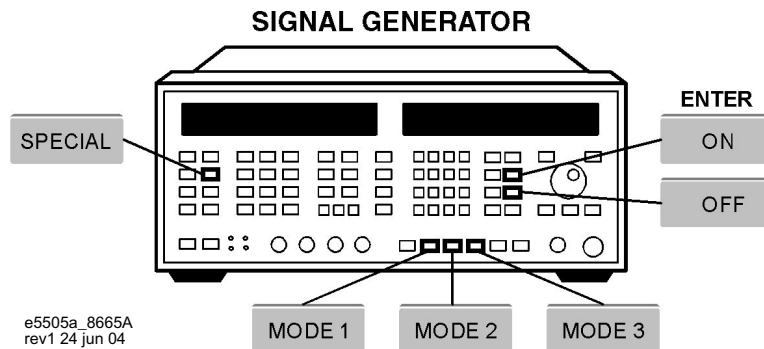 SIGNAL GENERATOR
ENTER
SPECIAL
ON
OFF
MODE 1
MODE 2
MODE 3
e5505a_8665A
rev1 24 jun 04